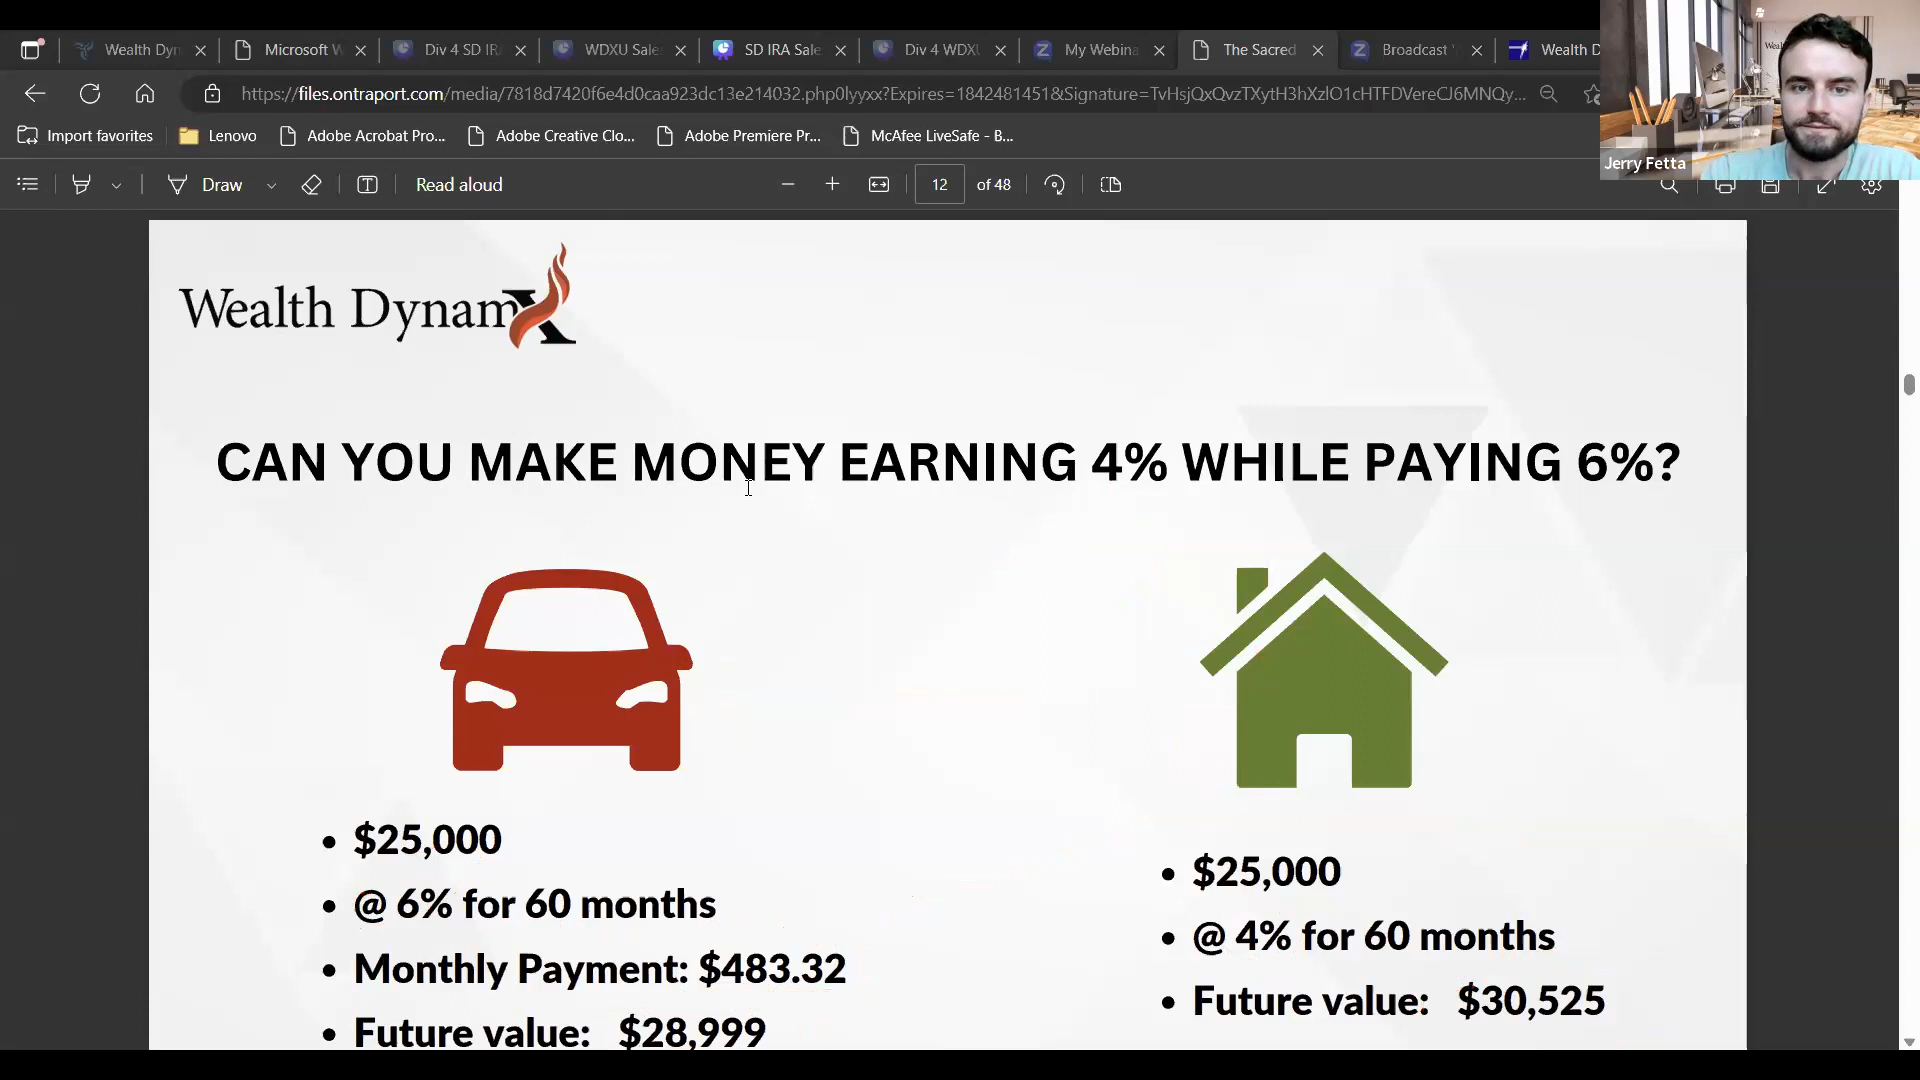 Wealth Dyn
Microsoft W
Div 4 SD IR
WDXU Sale
SD IRA Sale
Div 4 WDX
My Webina
The Sacred
Broadcast
Wealth D
https://files.ontraport.com/media/7818d7420f6e4d0caa923dc13e214032.php0lyyxx?Expires=1842481451&Signature=TvHsjQxQvzTXytH3hXzlO1cHTFDVereCJ6MNQy...
Import favorites
Lenovo
Adobe Acrobat Pro...
Adobe Creative Clo...
Adobe Premiere Pr...
McAfee LiveSafe - B...
Jerry Fetta
Draw
Read aloud
12 of 48
Wealth DynamX
CAN YOU MAKE MONEY EARNING 4% WHILE PAYING 6%?
• $25,000
• @ 6% for 60 months
• Monthly Payment: $483.32
• Future value: $28,999
• $25,000
• @ 4% for 60 months
• Future value: $30,525